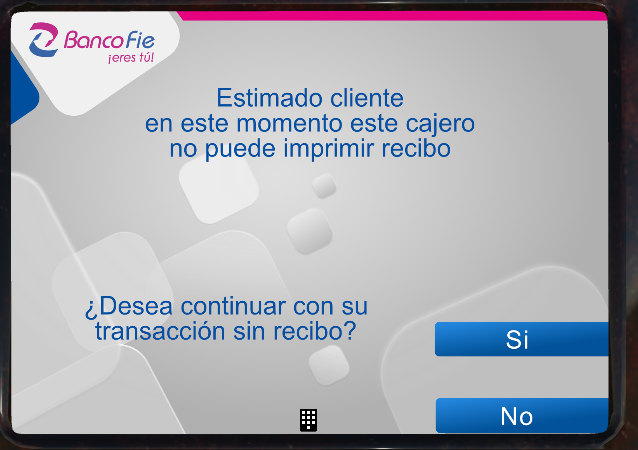 Banco Fie
¡eres tú!
Estimado cliente
en este momento este cajero
no puede imprimir recibo
¿Desea continuar con su
transacción sin recibo?
Si
No